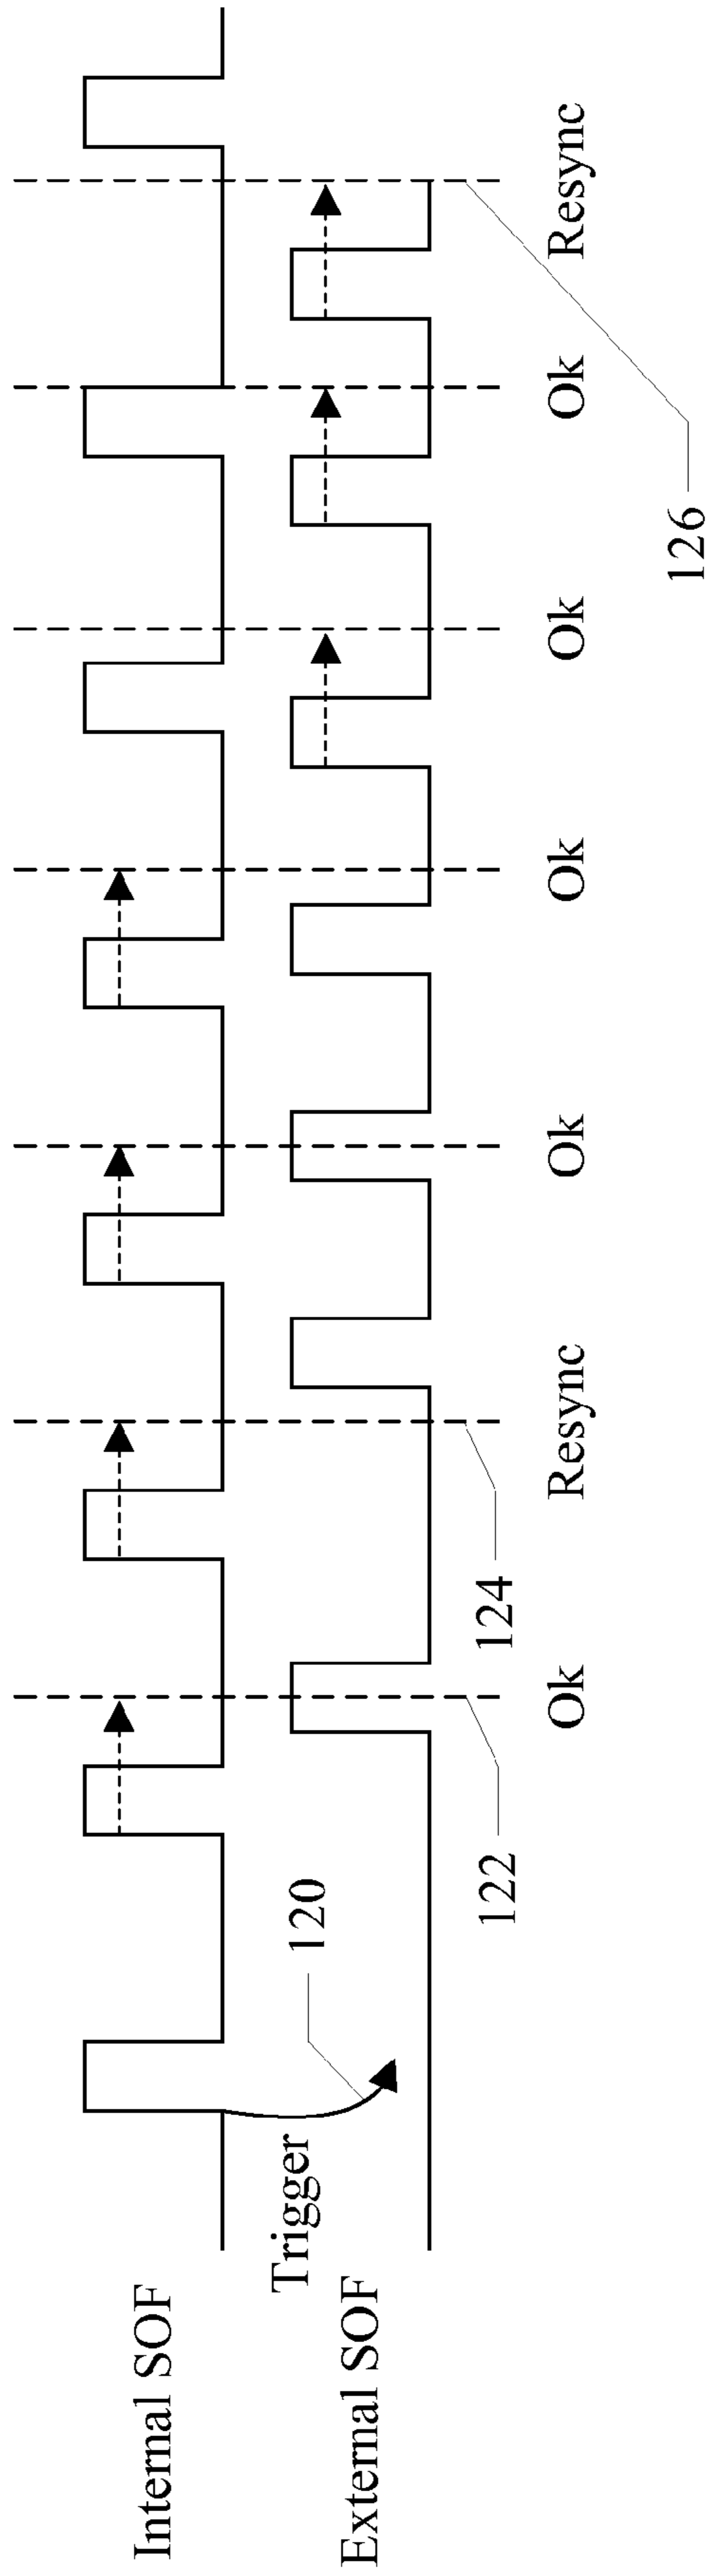 Internal SOF
Trigger
External SOF
120
122
124
126
Ok
Resync
Ok
Ok
Ok
Ok
Resync